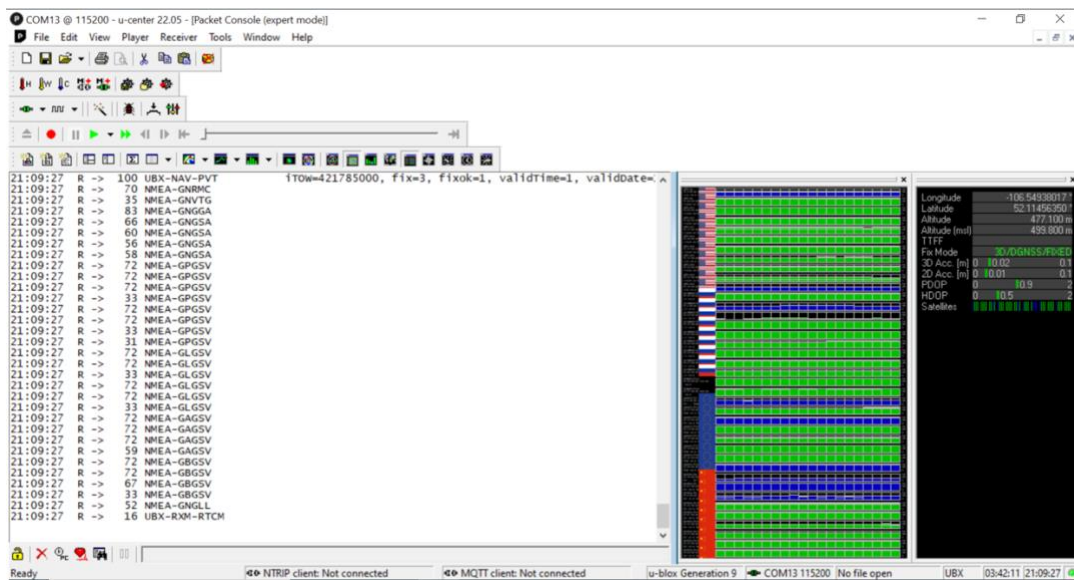 COM13 @ 115200 - u-center 22.05 - [Packet Console (expert mode)]
File Edit View Player Receiver Tools Window Help
21:09:27 R -> 100 UBX-NAV-PVT iTOW=421785000, fix=3, fixok=1, validTime=1, validDate=
21:09:27 R -> 70 NMEA-GNRMC
21:09:27 R -> 35 NMEA-GNVTG
21:09:27 R -> 83 NMEA-GNGGA
21:09:27 R -> 66 NMEA-GNGSA
21:09:27 R -> 60 NMEA-GNGSA
21:09:27 R -> 56 NMEA-GNGSA
21:09:27 R -> 58 NMEA-GNGSA
21:09:27 R -> 72 NMEA-GPGSV
21:09:27 R -> 72 NMEA-GPGSV
21:09:27 R -> 72 NMEA-GPGSV
21:09:27 R -> 33 NMEA-GPGSV
21:09:27 R -> 72 NMEA-GPGSV
21:09:27 R -> 72 NMEA-GPGSV
21:09:27 R -> 33 NMEA-GPGSV
21:09:27 R -> 31 NMEA-GPGSV
21:09:27 R -> 72 NMEA-GLGSV
21:09:27 R -> 72 NMEA-GLGSV
21:09:27 R -> 33 NMEA-GLGSV
21:09:27 R -> 72 NMEA-GLGSV
21:09:27 R -> 72 NMEA-GLGSV
21:09:27 R -> 33 NMEA-GLGSV
21:09:27 R -> 72 NMEA-GAGSV
21:09:27 R -> 72 NMEA-GAGSV
21:09:27 R -> 72 NMEA-GAGSV
21:09:27 R -> 59 NMEA-GAGSV
21:09:27 R -> 72 NMEA-GBGSV
21:09:27 R -> 72 NMEA-GBGSV
21:09:27 R -> 67 NMEA-GBGSV
21:09:27 R -> 33 NMEA-GBGSV
21:09:27 R -> 52 NMEA-GNGLL
21:09:27 R -> 16 UBX-RXM-RTCM
Longitude -106.54938017 °
Latitude 52.11456350 °
Altitude 477.100 m
Altitude (msl) 499.800 m
TTFF
Fix Mode 3D/DGNSS/FIXED
3D Acc. [m] 0 0.02 0.1
2D Acc. [m] 0 0.01 0.1
PDOP 0 0.9 2
HDOP 0 0.5 2
Satellites
Ready NTRIP client: Not connected MQTT client: Not connected u-blox Generation 9 COM13 115200 No file open UBX 03:42:11 21:09:27